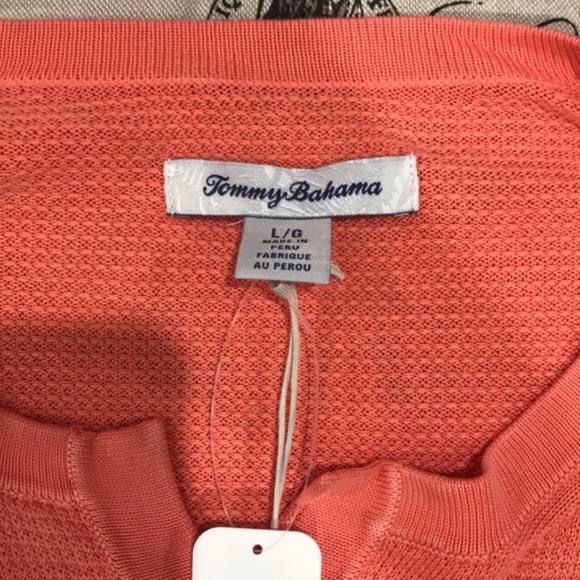 Tommy Bahama
L/G
MADE IN
PERU
FABRIQUE
AU PEROU